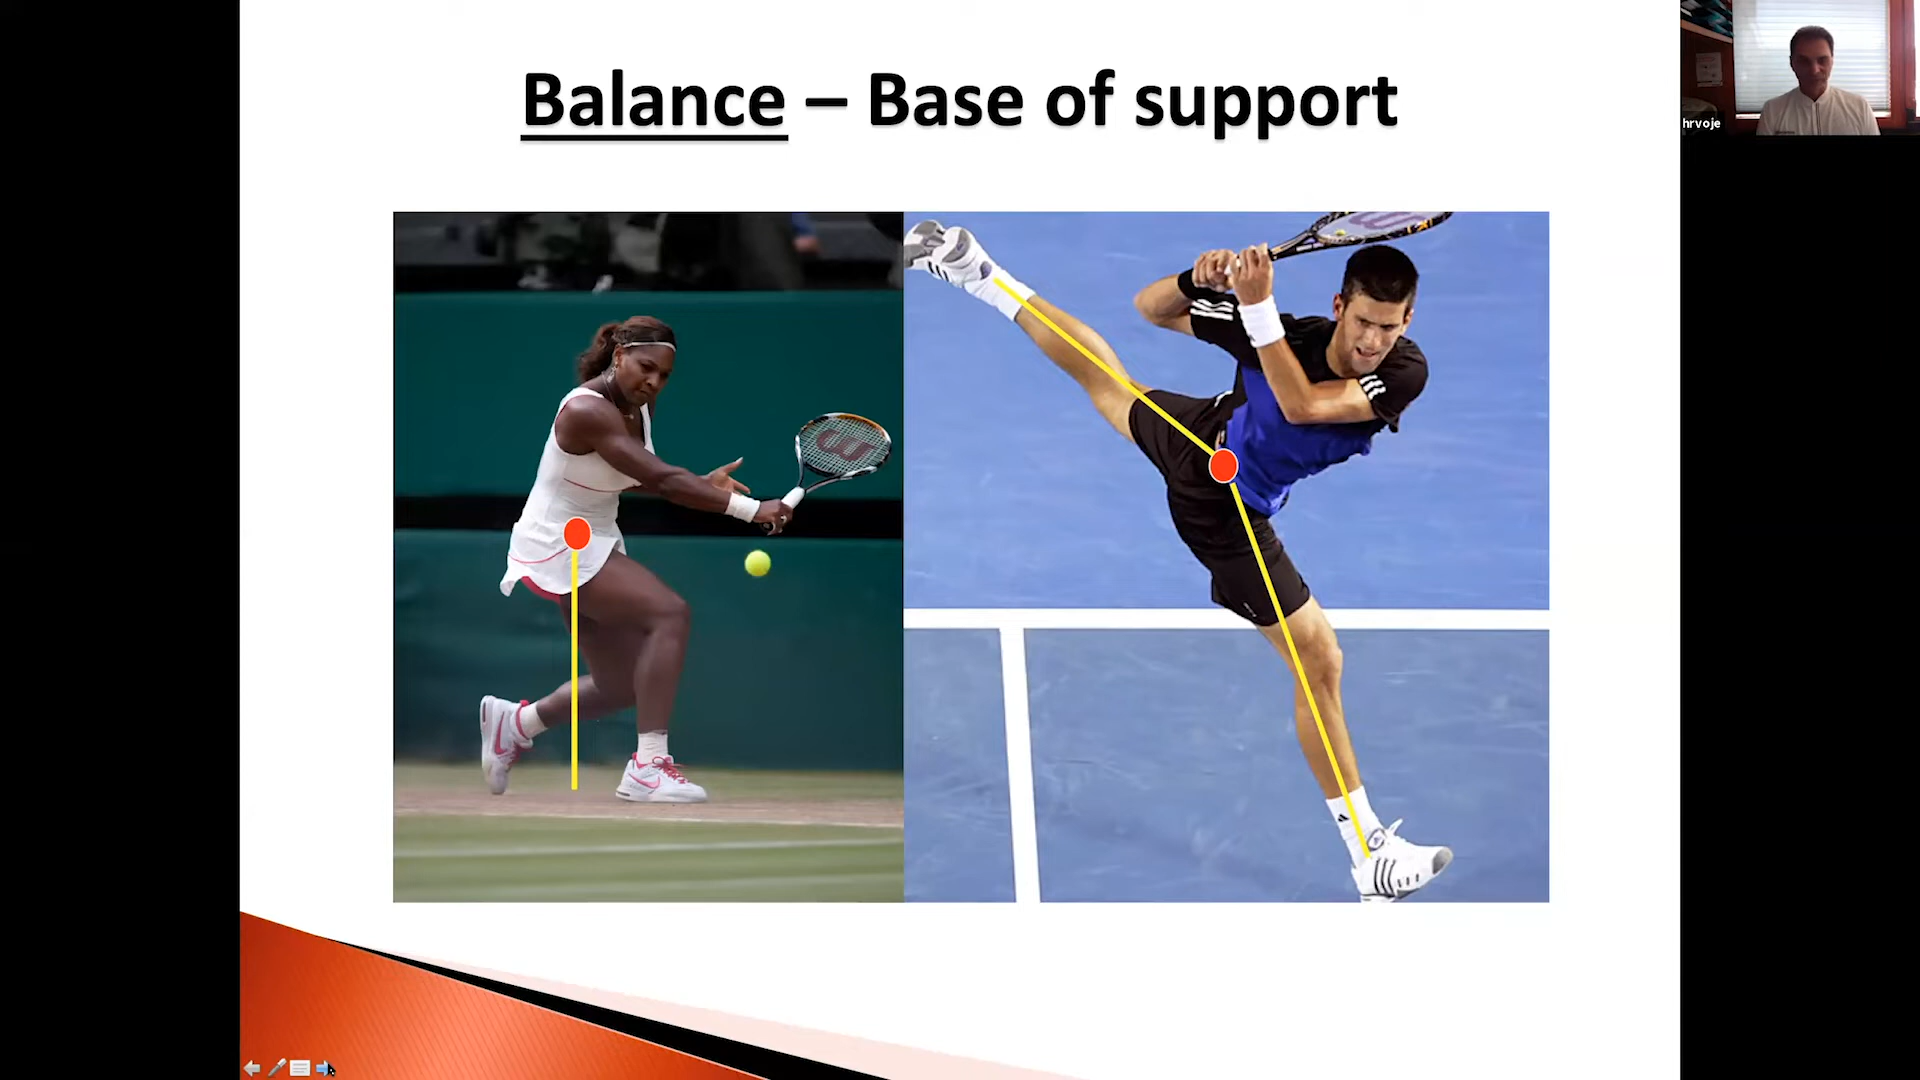 Balance – Base of support
hrvoje